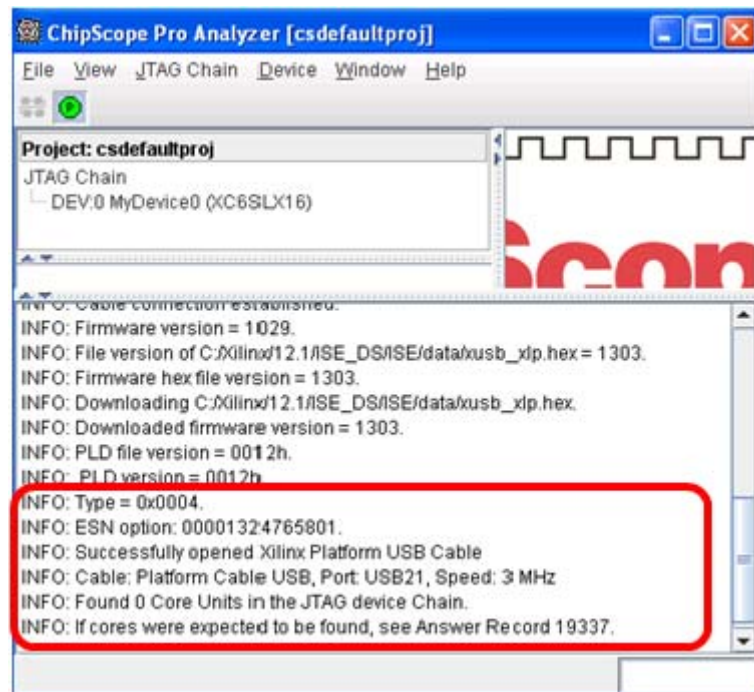 ChipScope Pro Analyzer [csdefaultproj]
File View JTAG Chain Device Window Help
Project: csdefaultproj
JTAG Chain
DEV:0 MyDevice0 (XC6SLX16)
Scop
INFO: Cable connection established.
INFO: Firmware version = 1029.
INFO: File version of C:/Xilinx/12.1/ISE_DS/ISE/data/xusb_xlp.hex = 1303.
INFO: Firmware hex file version = 1303.
INFO: Downloading C:/Xilinx/12.1/ISE_DS/ISE/data/xusb_xlp.hex.
INFO: Downloaded firmware version = 1303.
INFO: PLD file version = 0012h.
INFO: PLD version = 0012h
INFO: Type = 0x0004.
INFO: ESN option: 00001324765801.
INFO: Successfully opened Xilinx Platform USB Cable
INFO: Cable: Platform Cable USB, Port: USB21, Speed: 3 MHz
INFO: Found 0 Core Units in the JTAG device Chain.
INFO: If cores were expected to be found, see Answer Record 19337.